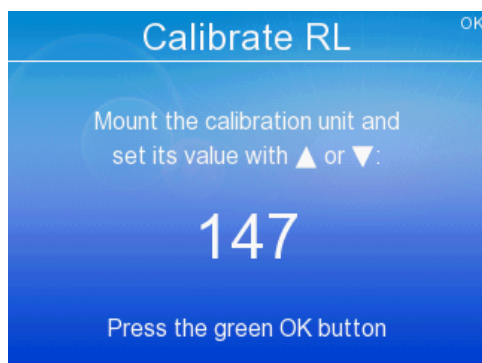 Calibrate RL
OK
Mount the calibration unit and
set its value with ▲ or ▼:
147
Press the green OK button